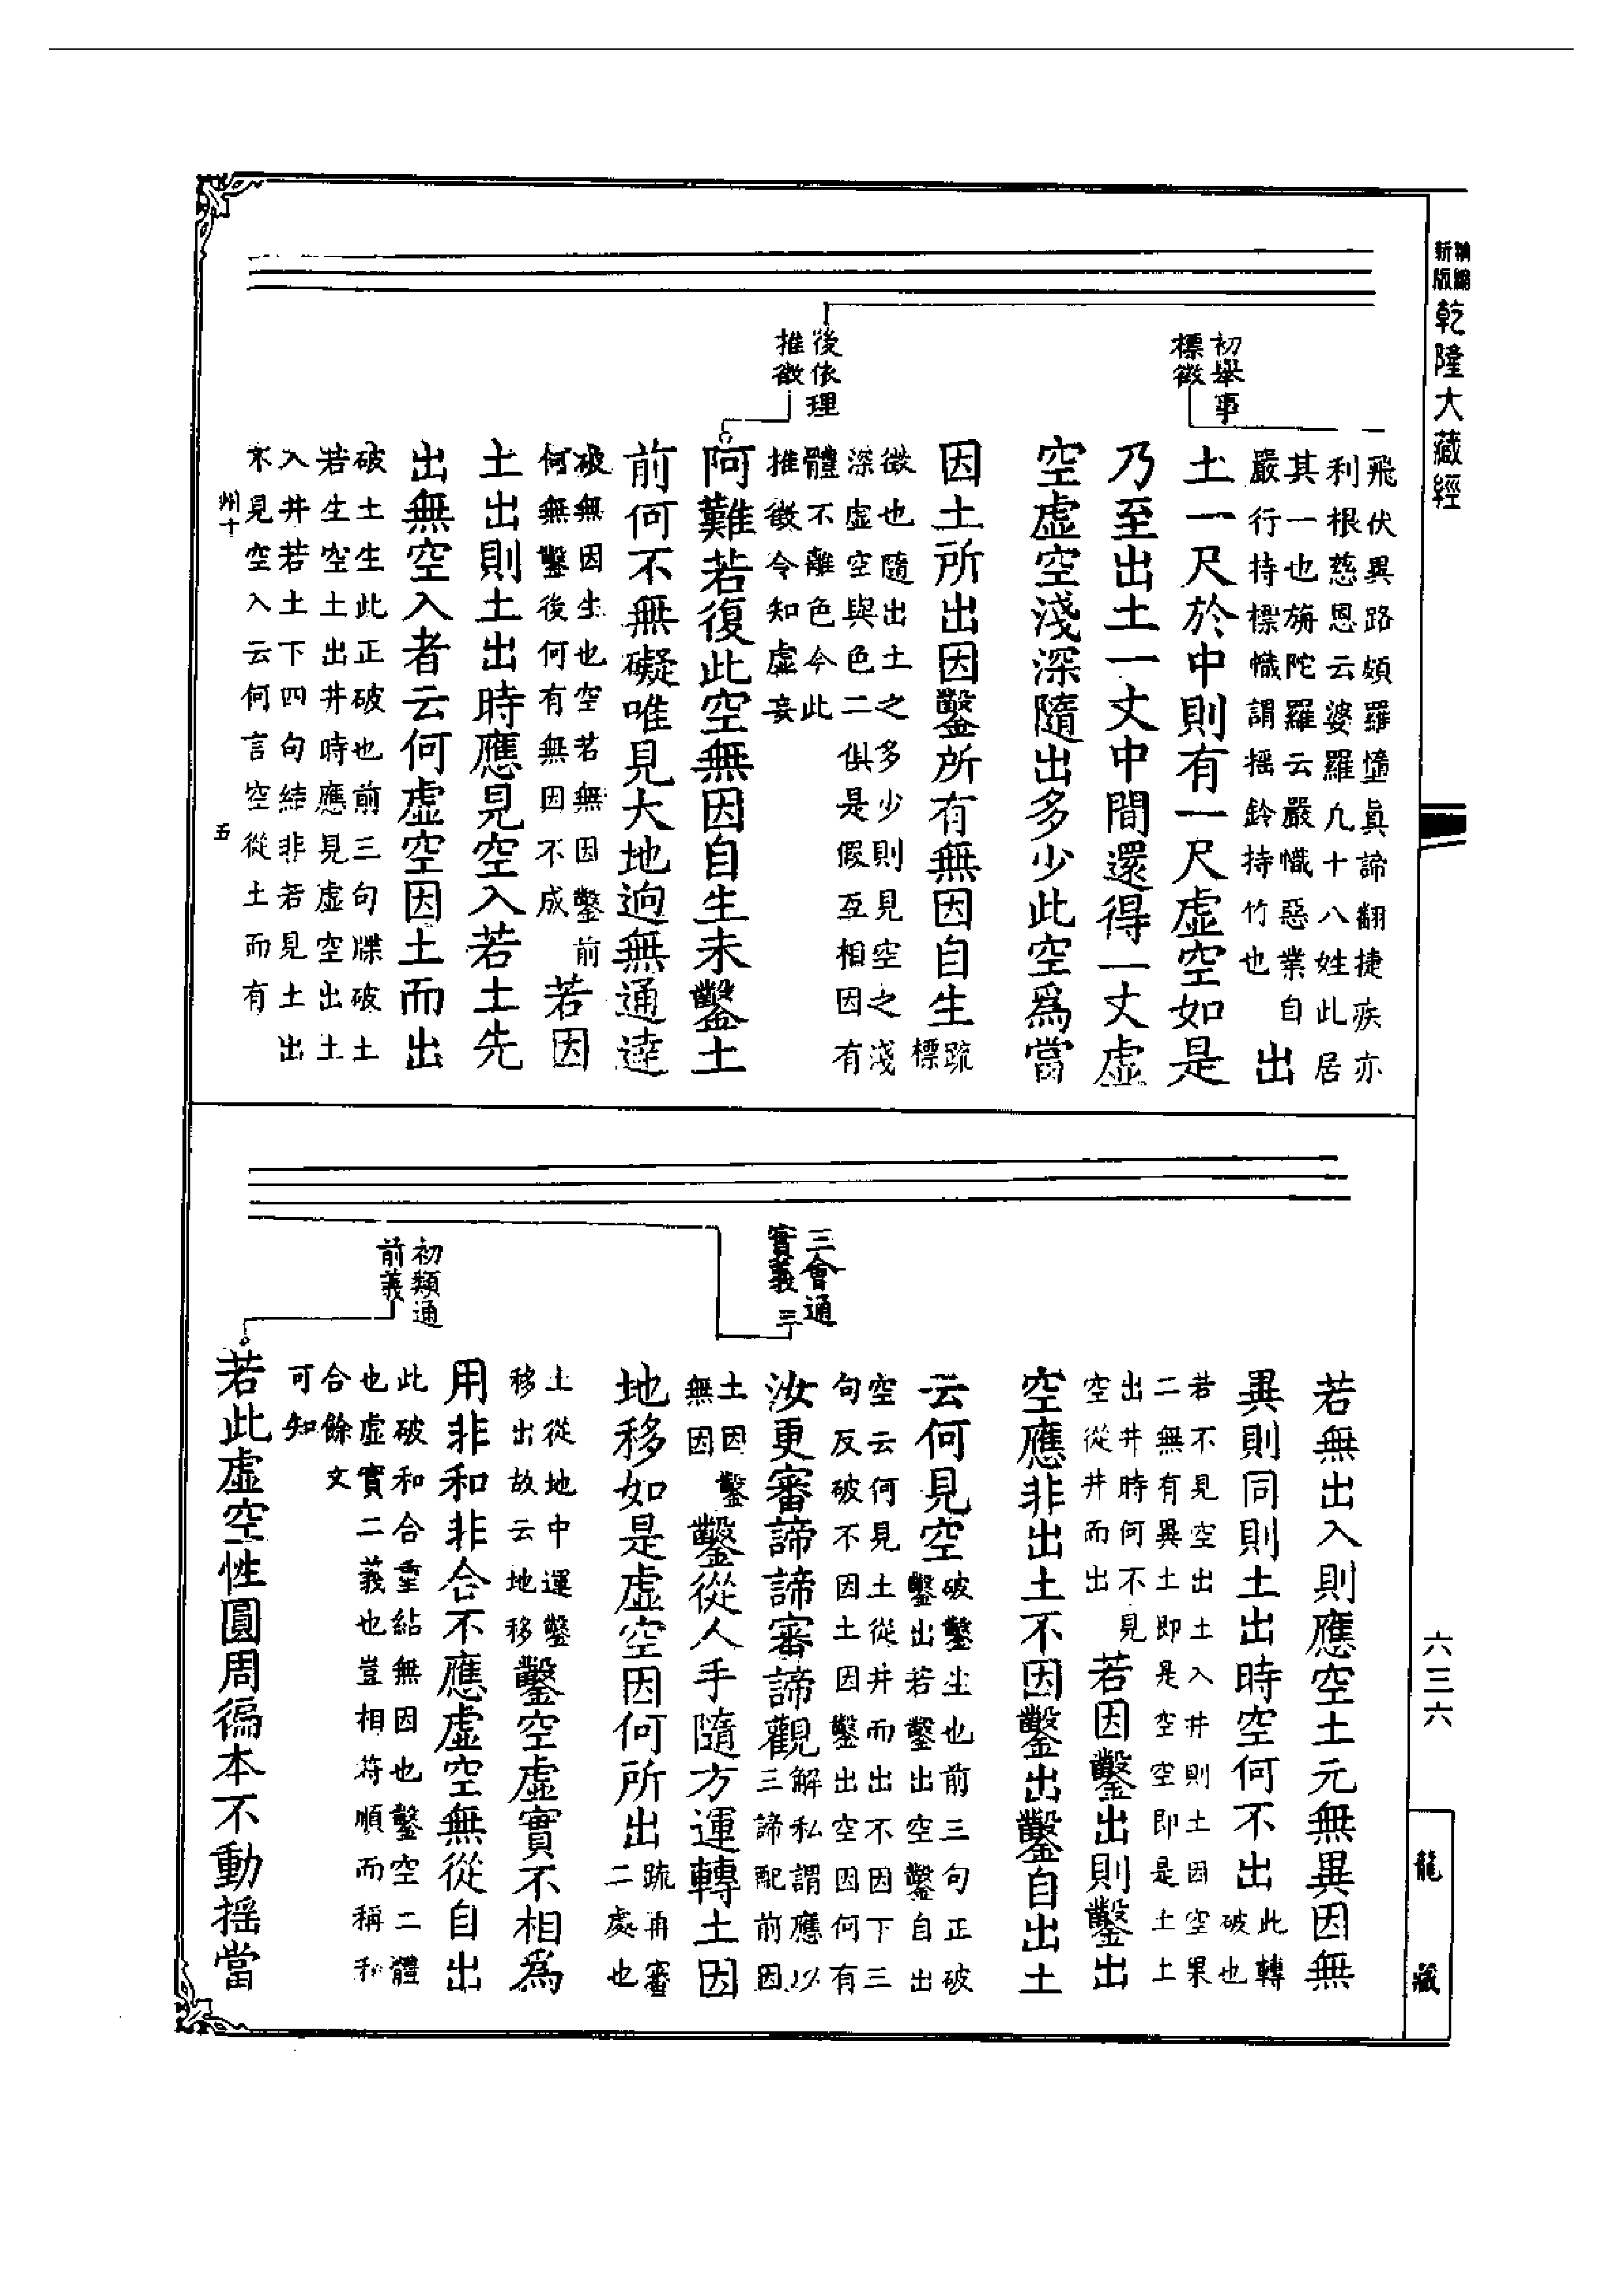 新編
縮版
乾隆大藏經
初舉事
標徵
後依理
推徵
飛伏異路頗羅墮真諦翻捷疾亦
利根慈恩云婆羅凡十八姓此居
其一也旃陀羅云嚴幟惡業自
嚴行持標幟謂搖鈴持竹也
出
土一尺於中則有一尺虛空如是
乃至出土一丈中間還得一丈虛
空虛空淺深隨出多少此空為當
因土所出因鑿所有無因自生
疏
標
徵也隨出土之多少則見空之淺
深虛空與色二俱是假互相因有
體不離色今此
推徵令知虛妄
阿難若復此空無因自生未鑿土
前何不無礙唯見大地逈無通達
破無因生也空若無因鑿前
何無鑿後何有無因不成
若因
土出則土出時應見空入若土先
出無空入者云何虛空因土而出
破土生此正破也前三句牒破土
若生空土出井時應見虛空出土
入井若土下四句結非若見土出
不見空入云何言空從土而有
州十
五
三會通
實義三
初類通
前義
若無出入則應空土元無異因無
異則同則土出時空何不出
此轉
破也
若不見空出土入井則土因空果
二無有異土即是空空即是土土
出井時何不見
空從井而出
若因鑿出則鑿出
空應非出土不因鑿出鑿自出土
云何見空
破鑿生也前三句正破
鑿出若鑿出空鑿自出
空云何見土從井而出不因下三
句反破不因土因鑿出空因何有
汝更審諦諦審諦觀
解私謂應以
三諦配前因
土因鑿
無因
鑿從人手隨方運轉土因
地移如是虛空因何所出
疏再審
二處也
土從地中運鑿
移出故云地移
鑿空虛實不相為
用非和非合不應虛空無從自出
此破和合重結無因也鑿空二體
也虛實二義也豈相符順而稱和
合餘文
可知
若此虛空性圓周徧本不動搖當
六三六
龍藏